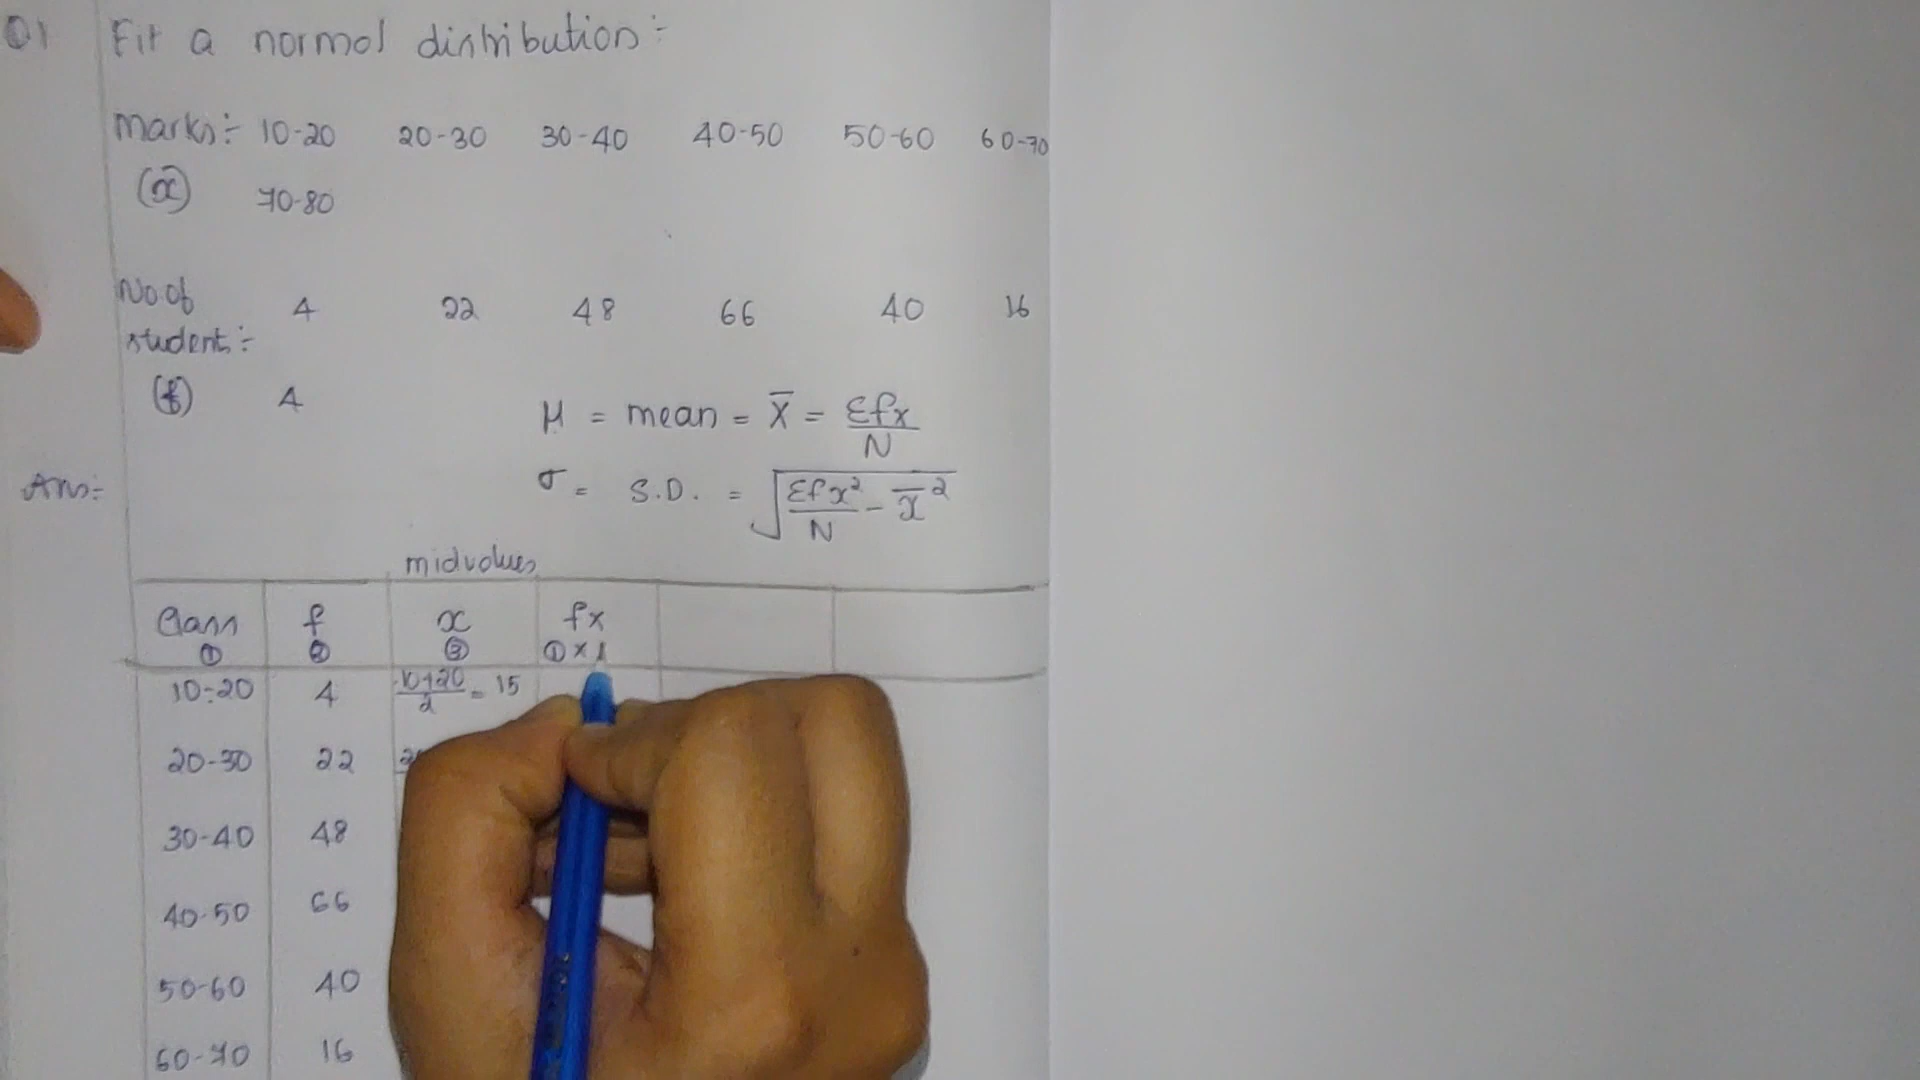 Q1 Fit a normal distribution:-
Marks:- 10-20 20-30 30-40 40-50 50-60 60-70
(x) 70-80
No. of 4 22 48 66 40 16
student:-
(f) 4
μ = mean = X̄ = Σfx/N
Ans:- σ = S.D. = √(Σfx²/N - x̄²)
midvalues
Class f x fx
① ② ③ ①×
10-20 4 10+20/2 = 15
20-30 22
30-40 48
40-50 66
50-60 40
60-70 16